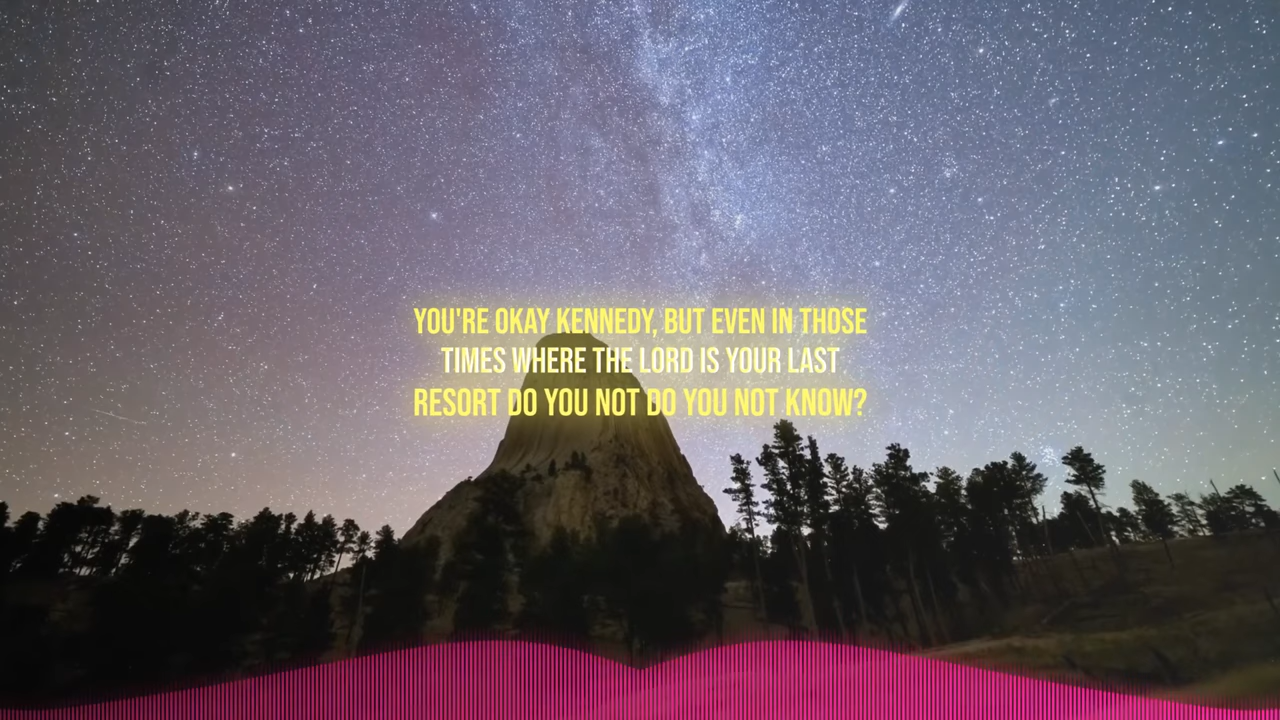 YOU'RE OKAY KENNEDY, BUT EVEN IN THOSE
TIMES WHERE THE LORD IS YOUR LAST
RESORT DO YOU NOT DO YOU NOT KNOW?